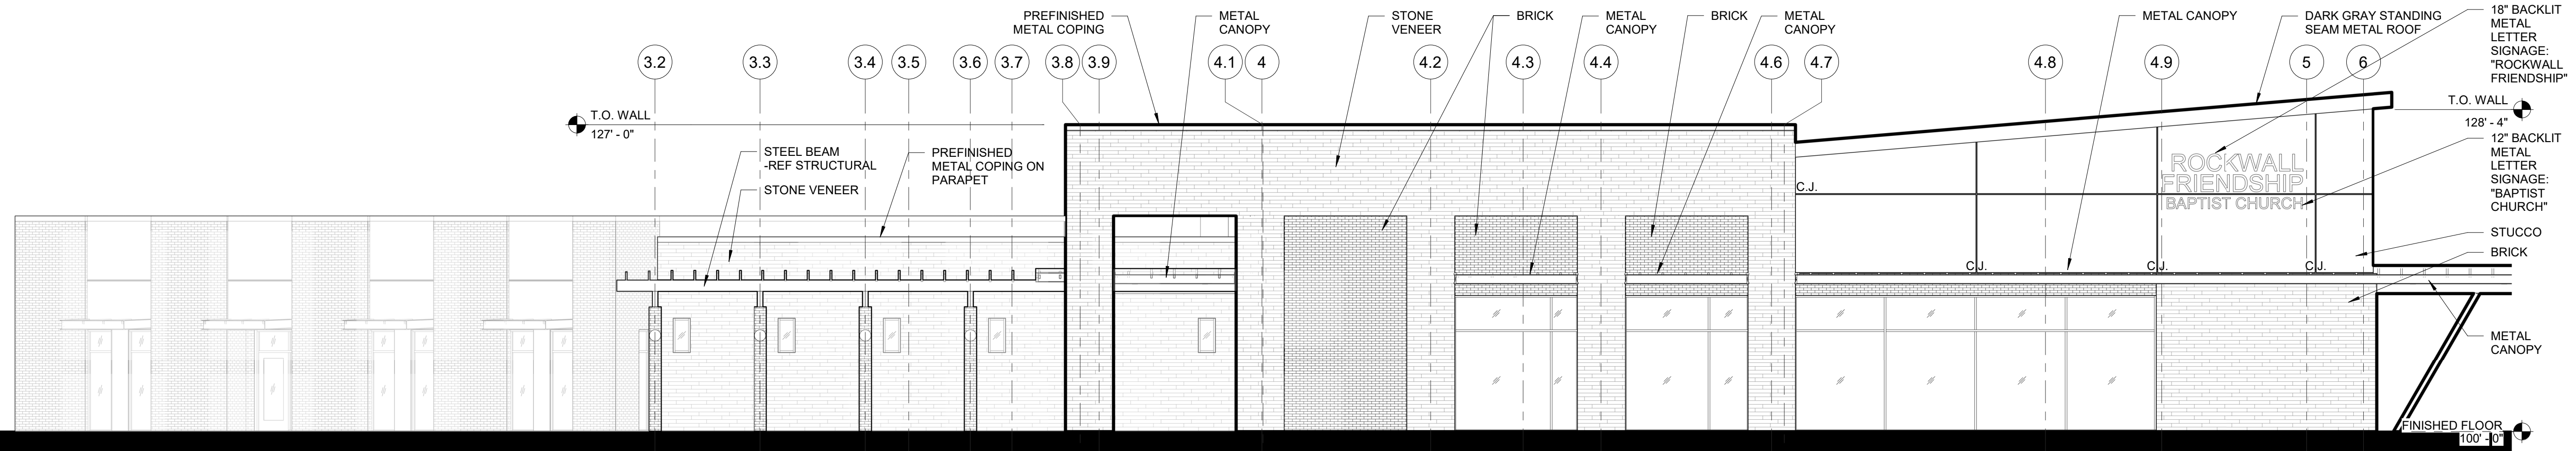 PREFINISHED
METAL COPING
METAL
CANOPY
STONE
VENEER
BRICK
METAL
CANOPY
BRICK
METAL
CANOPY
METAL CANOPY
DARK GRAY STANDING
SEAM METAL ROOF
18" BACKLIT
METAL
LETTER
SIGNAGE:
"ROCKWALL
FRIENDSHIP"
3.2
3.3
3.4
3.5
3.6
3.7
3.8
3.9
4.1
4
4.2
4.3
4.4
4.6
4.7
4.8
4.9
5
6
T.O. WALL
127' - 0"
T.O. WALL
128' - 4"
STEEL BEAM
-REF STRUCTURAL
STONE VENEER
PREFINISHED
METAL COPING ON
PARAPET
12" BACKLIT
METAL
LETTER
SIGNAGE:
"BAPTIST
CHURCH"
ROCKWALL
FRIENDSHIP
BAPTIST CHURCH
C.J.
C.J.
C.J.
C.J.
STUCCO
BRICK
METAL
CANOPY
FINISHED FLOOR
100' - 0"